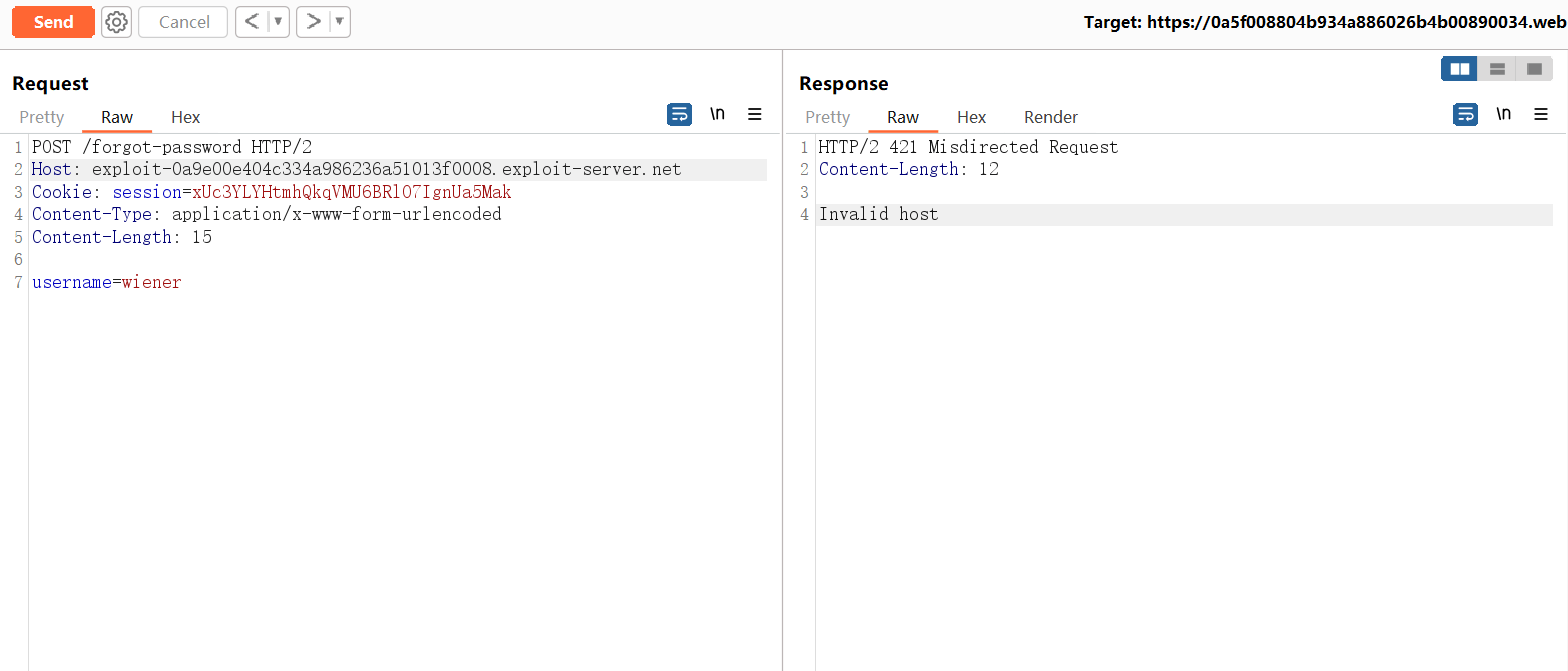 Send Cancel < ▼ > ▼ Target: https://0a5f008804b934a886026b4b00890034.web
Request
Pretty Raw Hex \n
1 POST /forgot-password HTTP/2
2 Host: exploit-0a9e00e404c334a986236a51013f0008.exploit-server.net
3 Cookie: session=xUc3YLYHtmhQkqVMU6BRlO7IgnUa5Mak
4 Content-Type: application/x-www-form-urlencoded
5 Content-Length: 15
6
7 username=wiener
Response
Pretty Raw Hex Render \n
1 HTTP/2 421 Misdirected Request
2 Content-Length: 12
3
4 Invalid host